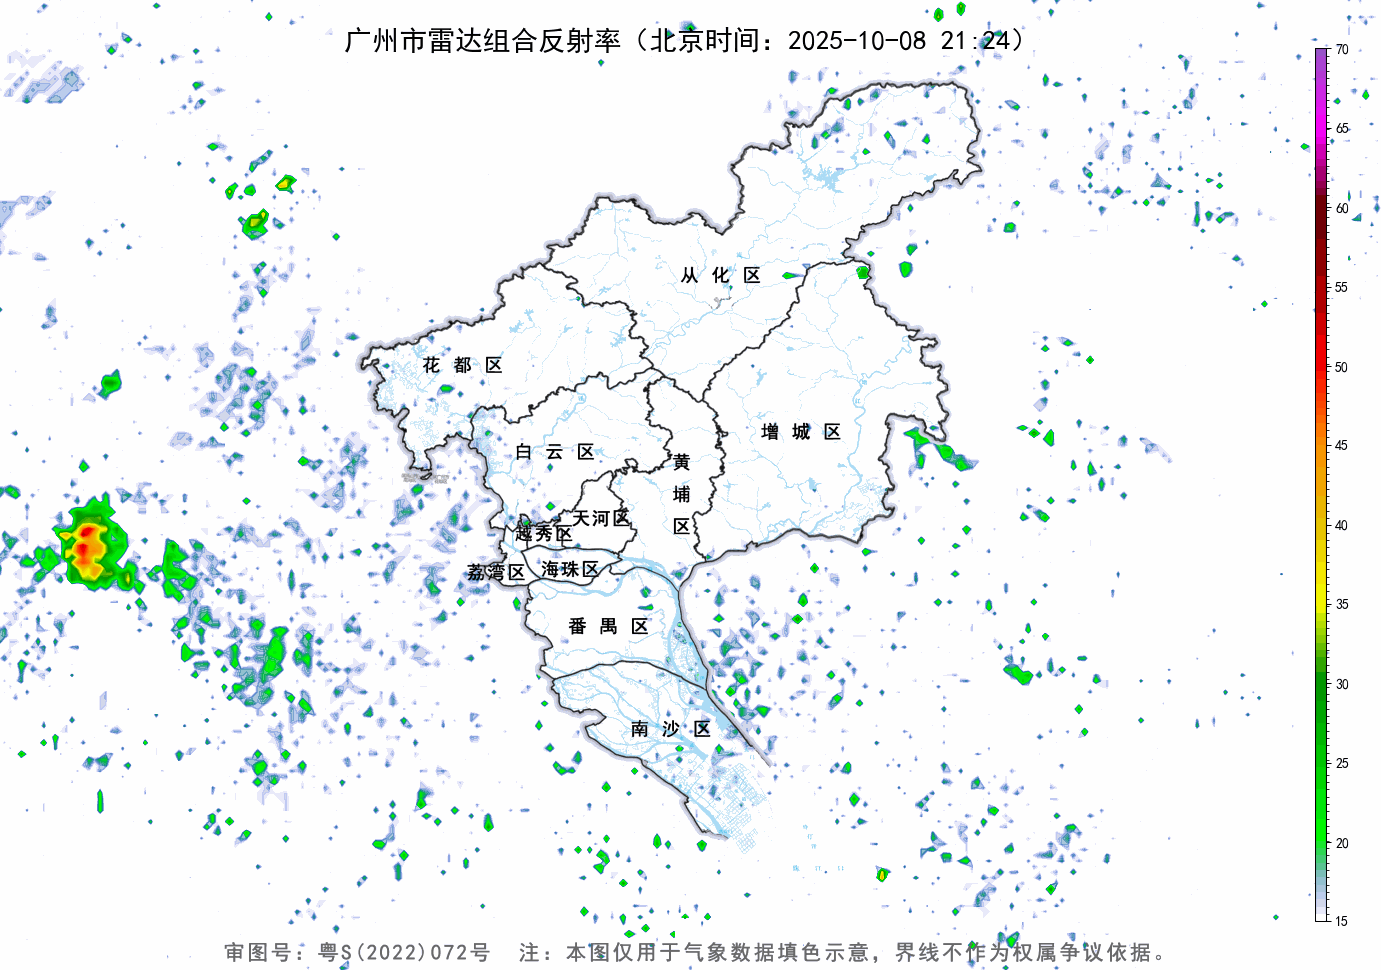 广州市雷达组合反射率（北京时间：2025-10-08 21:24）
70
65
60
55
50
45
40
35
30
25
20
15
从化区
花都区
增城区
白云区
黄埔区
天河区
越秀区
荔湾区
海珠区
番禺区
南沙区
审图号：粤S(2022)072号 注：本图仅用于气象数据填色示意，界线不作为权属争议依据。